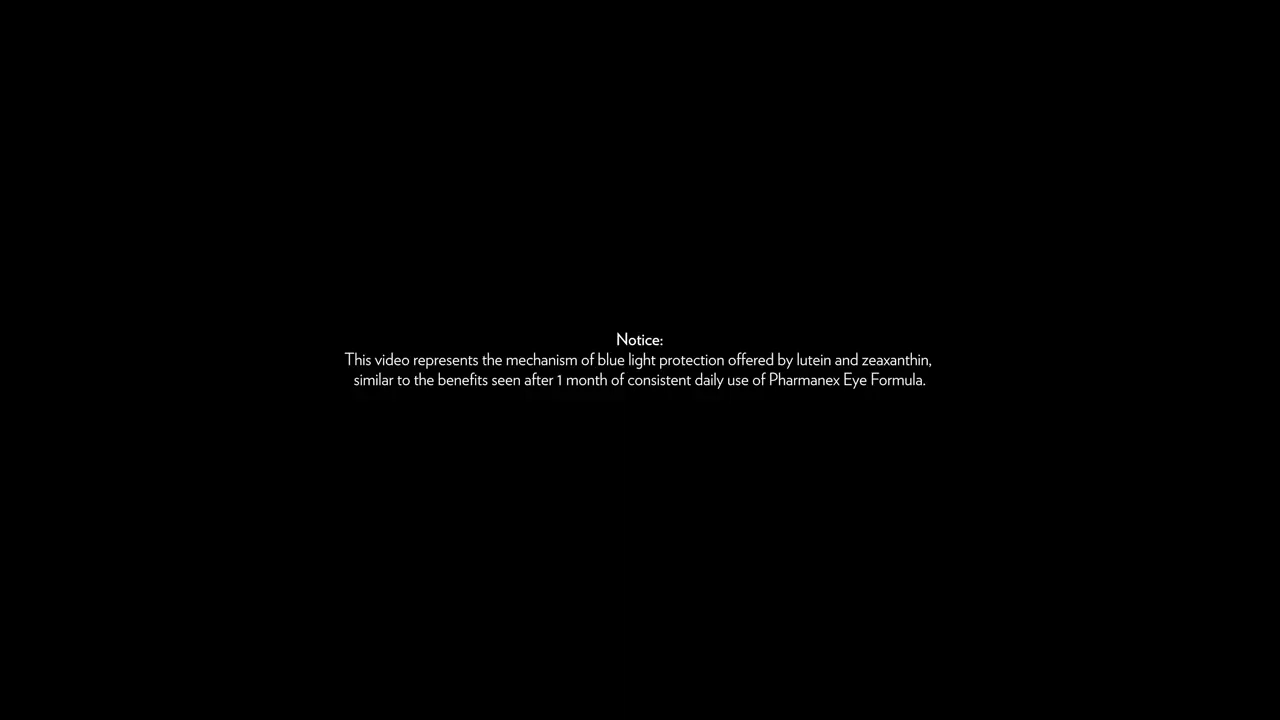 Notice:
This video represents the mechanism of blue light protection offered by lutein and zeaxanthin,
similar to the benefits seen after 1 month of consistent daily use of Pharmanex Eye Formula.